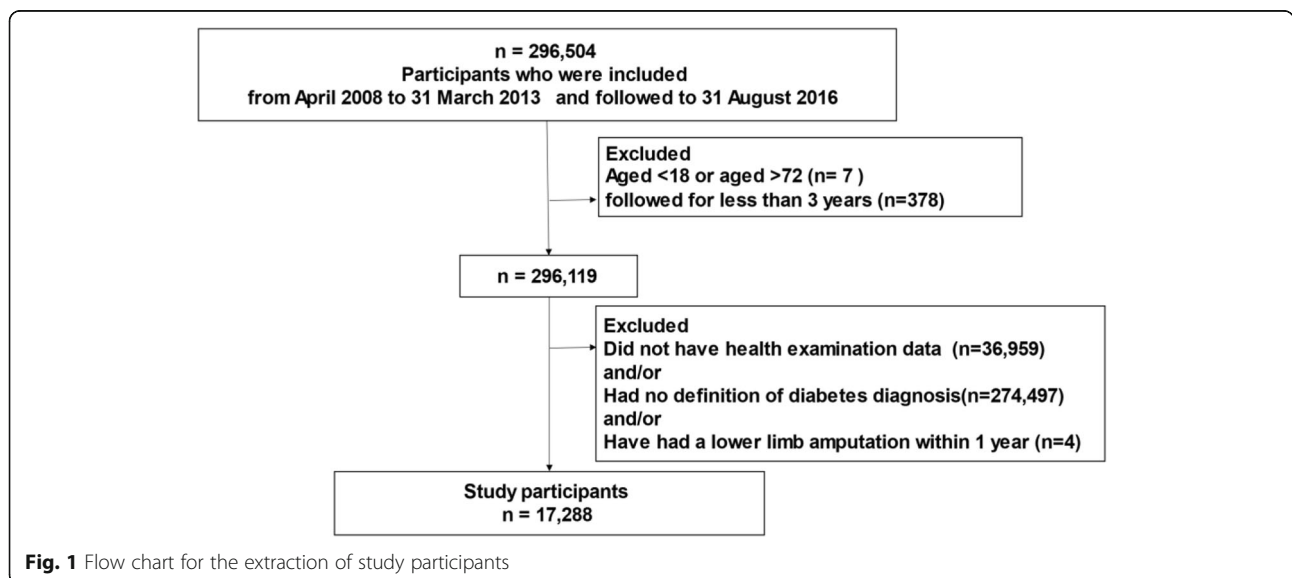 n = 296,504
Participants who were included
from April 2008 to 31 March 2013 and followed to 31 August 2016
Excluded
Aged <18 or aged >72 (n= 7 )
followed for less than 3 years (n=378)
n = 296,119
Excluded
Did not have health examination data (n=36,959)
and/or
Had no definition of diabetes diagnosis(n=274,497)
and/or
Have had a lower limb amputation within 1 year (n=4)
Study participants
n = 17,288
Fig. 1 Flow chart for the extraction of study participants